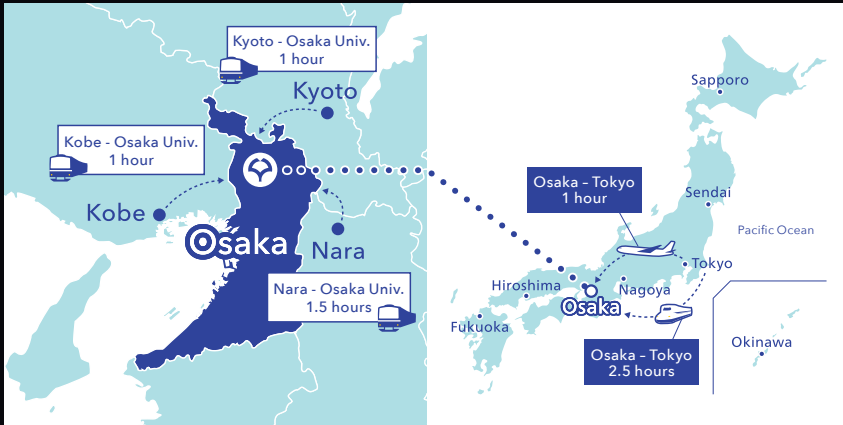 Kyoto - Osaka Univ.
1 hour
Kyoto
Kobe - Osaka Univ.
1 hour
Kobe
Osaka
Nara
Nara - Osaka Univ.
1.5 hours
Sapporo
Osaka – Tokyo
1 hour
Sendai
Pacific Ocean
Tokyo
Hiroshima
Nagoya
Osaka
Fukuoka
Okinawa
Osaka – Tokyo
2.5 hours